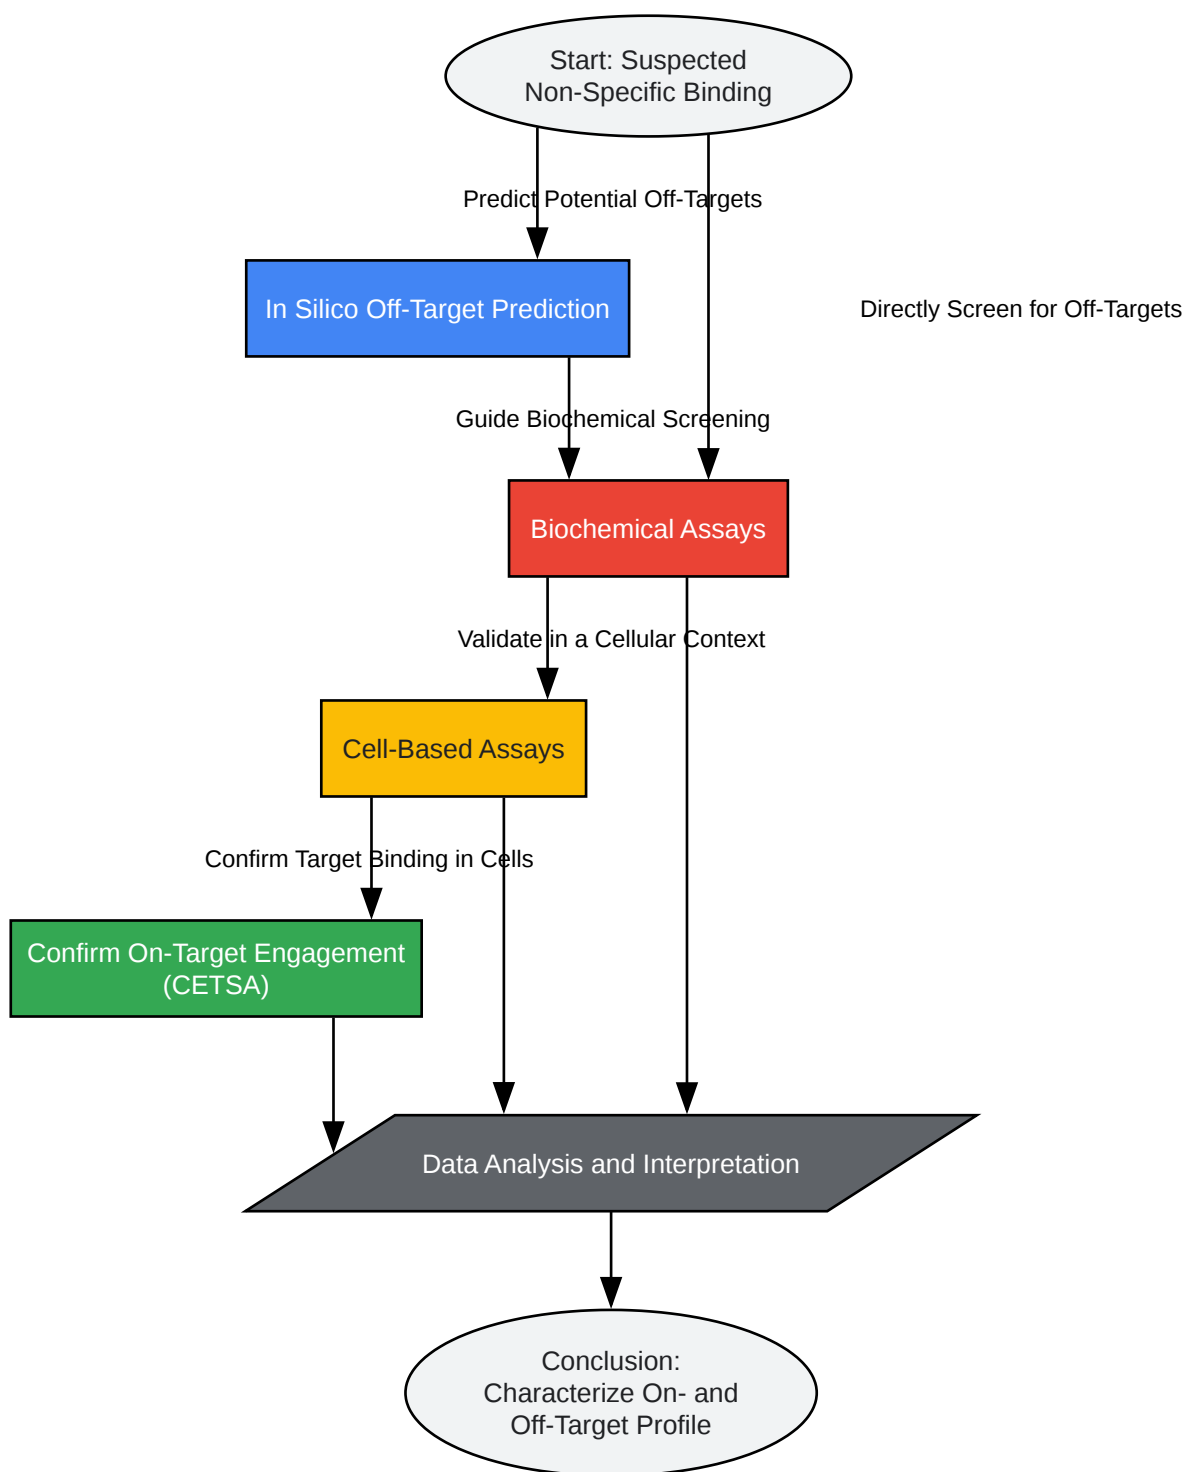 Start: Suspected
Non-Specific Binding
Predict Potential Off-Targets
In Silico Off-Target Prediction
Directly Screen for Off-Targets
Guide Biochemical Screening
Biochemical Assays
Validate in a Cellular Context
Cell-Based Assays
Confirm Target Binding in Cells
Confirm On-Target Engagement
(CETSA)
Data Analysis and Interpretation
Conclusion:
Characterize On- and
Off-Target Profile